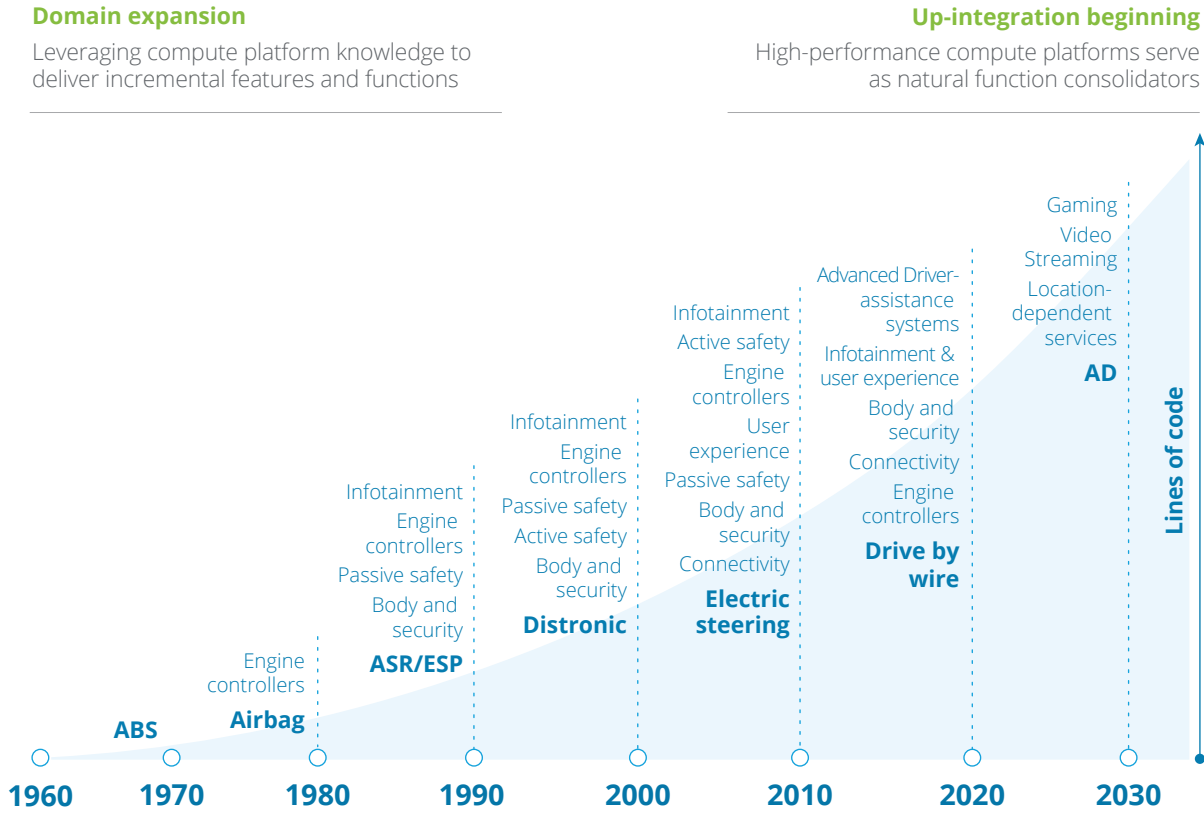 Domain expansion
Leveraging compute platform knowledge to
deliver incremental features and functions
Up-integration beginning
High-performance compute platforms serve
as natural function consolidators
ABS
Engine
controllers
Airbag
Infotainment
Engine
controllers
Passive safety
Body and
security
ASR/ESP
Infotainment
Engine
controllers
Passive safety
Active safety
Body and
security
Distronic
Infotainment
Active safety
Engine
controllers
User
experience
Passive safety
Body and
security
Connectivity
Electric
steering
Advanced Driver-
assistance
systems
Infotainment &
user experience
Body and
security
Connectivity
Engine
controllers
Drive by
wire
Gaming
Video
Streaming
Location-
dependent
services
AD
Lines of code
1960
1970
1980
1990
2000
2010
2020
2030